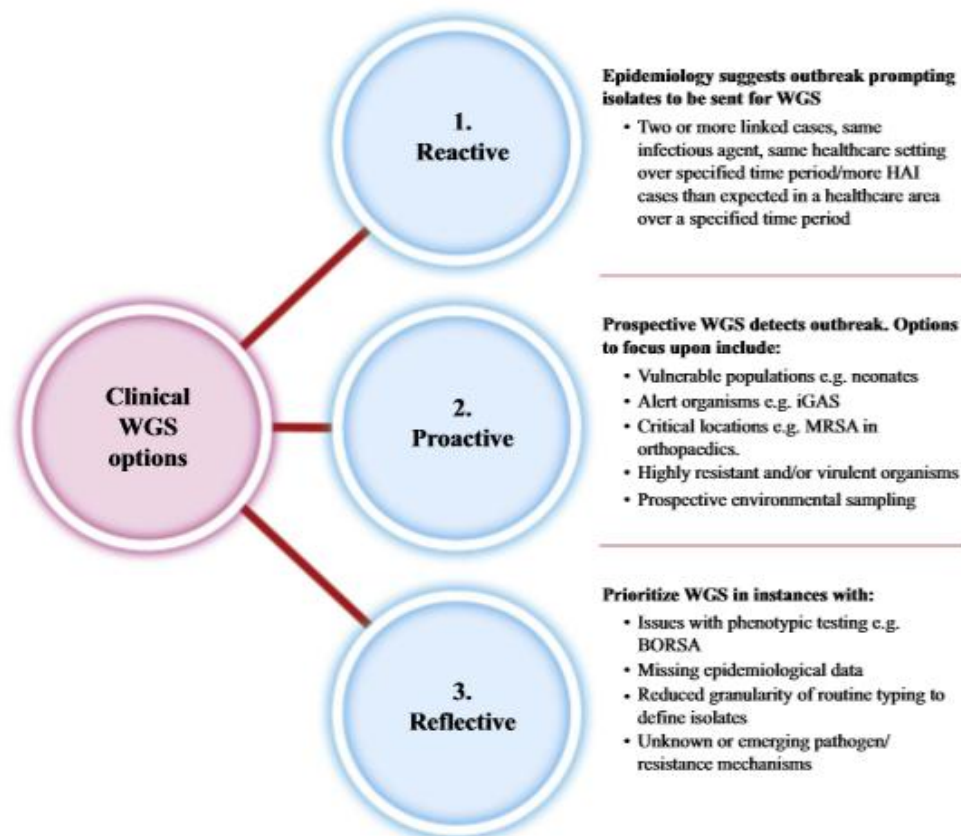 1.
Reactive
Epidemiology suggests outbreak prompting
isolates to be sent for WGS
• Two or more linked cases, same
infectious agent, same healthcare setting
over specified time period/more HAI
cases than expected in a healthcare area
over a specified time period
Clinical
WGS
options
2.
Proactive
Prospective WGS detects outbreak. Options
to focus upon include:
• Vulnerable populations e.g. neonates
• Alert organisms e.g. iGAS
• Critical locations e.g. MRSA in
orthopaedics.
• Highly resistant and/or virulent organisms
• Prospective environmental sampling
3.
Reflective
Prioritize WGS in instances with:
• Issues with phenotypic testing e.g.
BORSA
• Missing epidemiological data
• Reduced granularity of routine typing to
define isolates
• Unknown or emerging pathogen/
resistance mechanisms